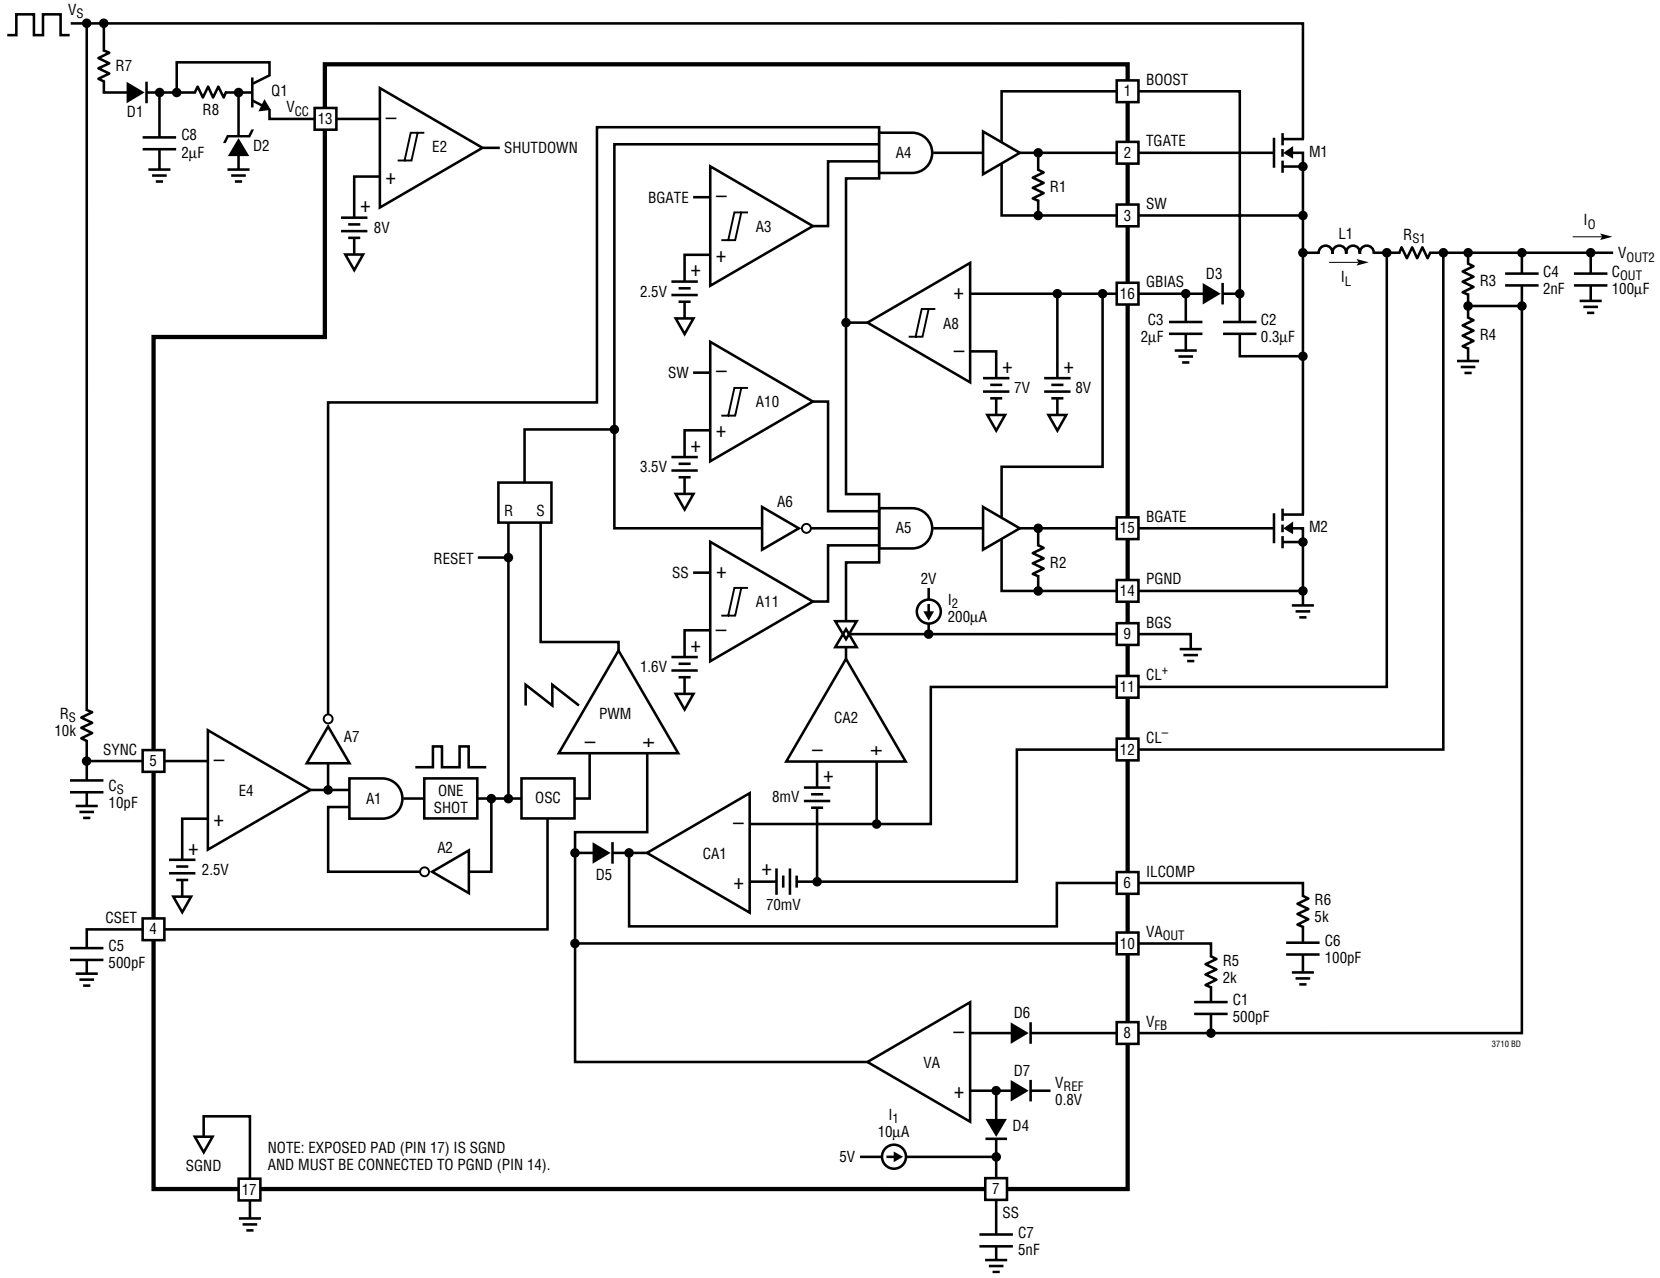 VS
R7
D1
C8
2μF
R8
D2
Q1
VCC
13
E2
SHUTDOWN
8V
BOOST
1
TGATE
2
SW
3
GBIAS
16
A4
R1
M1
BGATE
A3
2.5V
A8
7V
8V
D3
C3
2μF
C2
0.3μF
L1
IL
RS1
IO
VOUT2
R3
R4
C4
2nF
COUT
100μF
SW
A10
3.5V
R S
RESET
A6
A5
R2
BGATE
15
M2
PGND
14
SS
A11
1.6V
2V
I2
200μA
BGS
9
CL+
11
CL–
12
PWM
CA2
8mV
RS
10k
SYNC
5
CS
10pF
E4
2.5V
A7
A1
ONE
SHOT
OSC
A2
D5
CA1
70mV
ILCOMP
6
R6
5k
C6
100pF
CSET
4
C5
500pF
VAOUT
10
R5
2k
C1
500pF
VFB
8
3710 BD
D6
VA
D7
VREF
0.8V
D4
I1
10μA
5V
7
SS
C7
5nF
SGND
17
NOTE: EXPOSED PAD (PIN 17) IS SGND
AND MUST BE CONNECTED TO PGND (PIN 14).